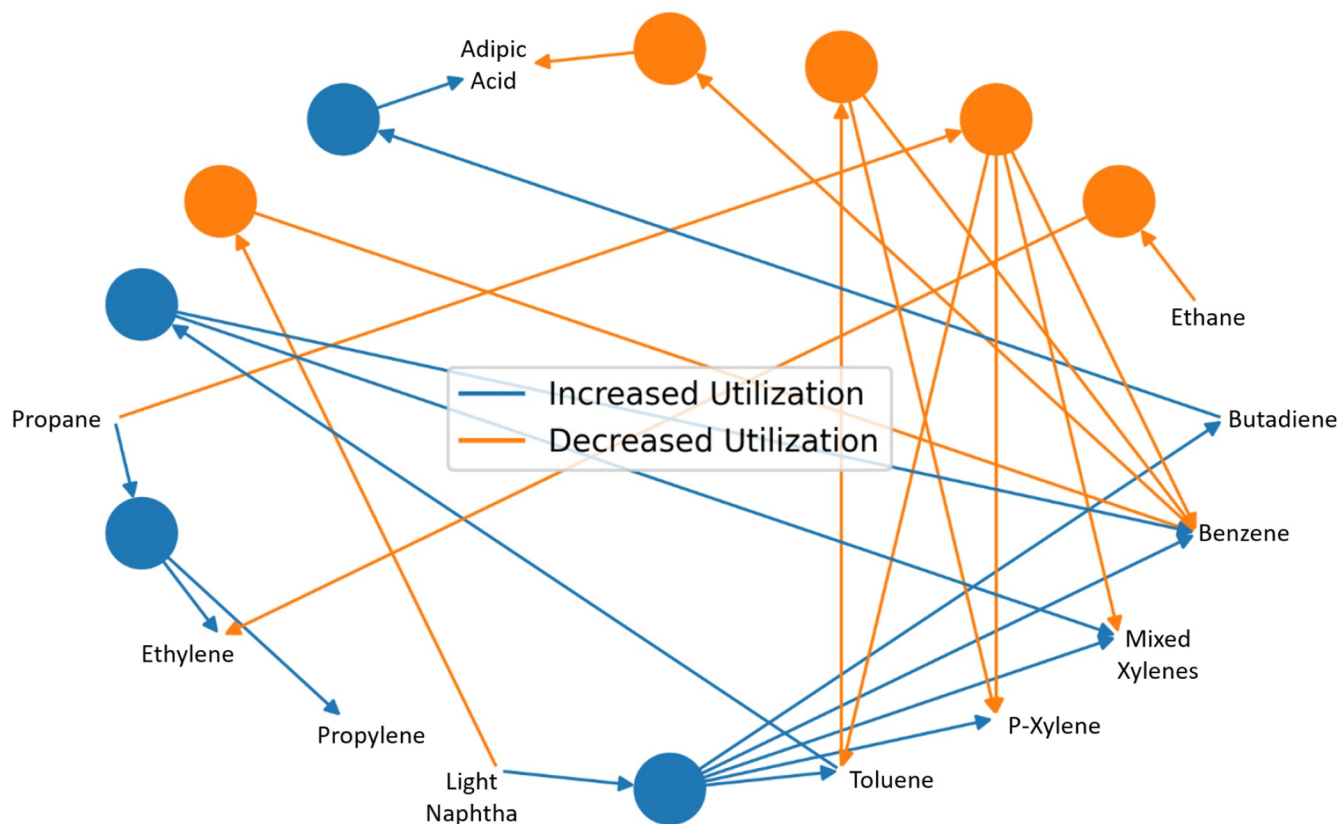 Adipic
Acid
Ethane
Increased Utilization
Decreased Utilization
Propane
Butadiene
Benzene
Ethylene
Mixed
Xylenes
Propylene
P-Xylene
Light
Naphtha
Toluene